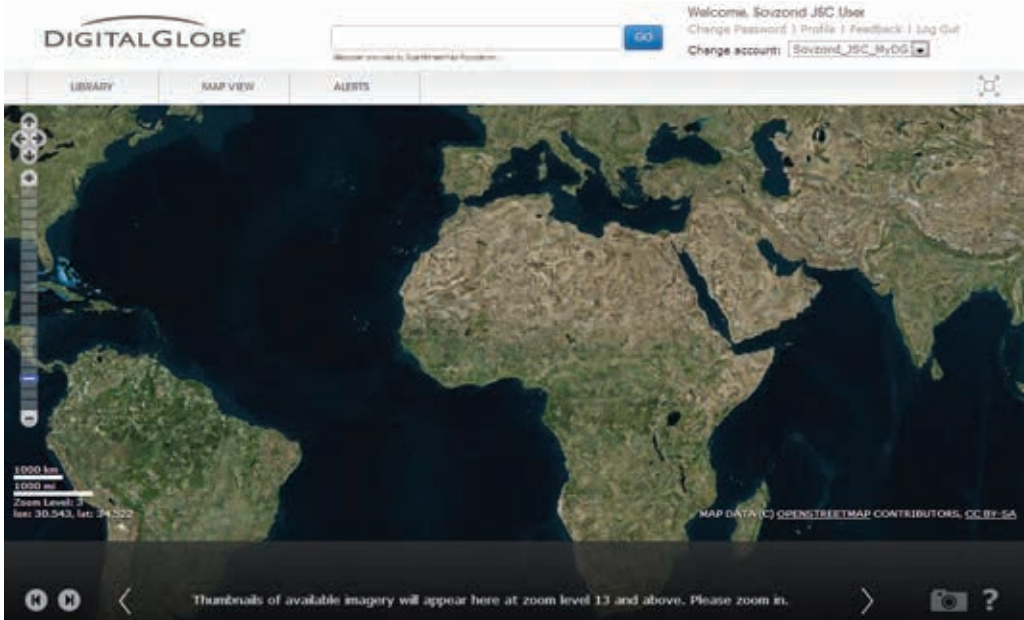 DIGITALGLOBE®
GO
Welcome, Sovzond JSC User
Change Password | Profile | Feedback | Log Out
Change account: Sovzond_JSC_MyDG
LIBRARY
MAP VIEW
ALERTS
1000 km
1000 mi
Zoom Level: 3
lon: 30.543, lat: 34.522
MAP DATA (C) OPENSTREETMAP CONTRIBUTORS, CC BY-SA
Thumbnails of available imagery will appear here at zoom level 13 and above. Please zoom in.
?